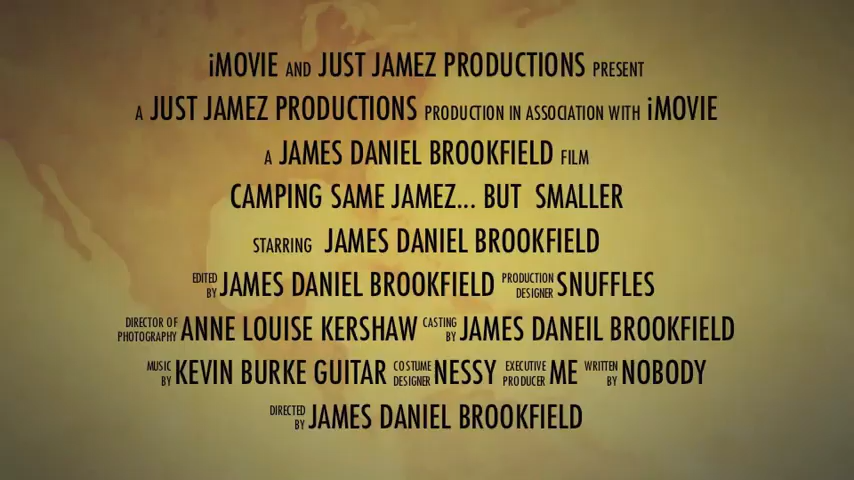 iMOVIE AND JUST JAMEZ PRODUCTIONS PRESENT
A JUST JAMEZ PRODUCTIONS PRODUCTION IN ASSOCIATION WITH iMOVIE
A JAMES DANIEL BROOKFIELD FILM
CAMPING SAME JAMEZ... BUT SMALLER
STARRING JAMES DANIEL BROOKFIELD
EDITED BY JAMES DANIEL BROOKFIELD PRODUCTION DESIGNER SNUFFLES
DIRECTOR OF PHOTOGRAPHY ANNE LOUISE KERSHAW CASTING BY JAMES DANEIL BROOKFIELD
MUSIC BY KEVIN BURKE GUITAR COSTUME DESIGNER NESSY EXECUTIVE PRODUCER ME WRITTEN BY NOBODY
DIRECTED BY JAMES DANIEL BROOKFIELD